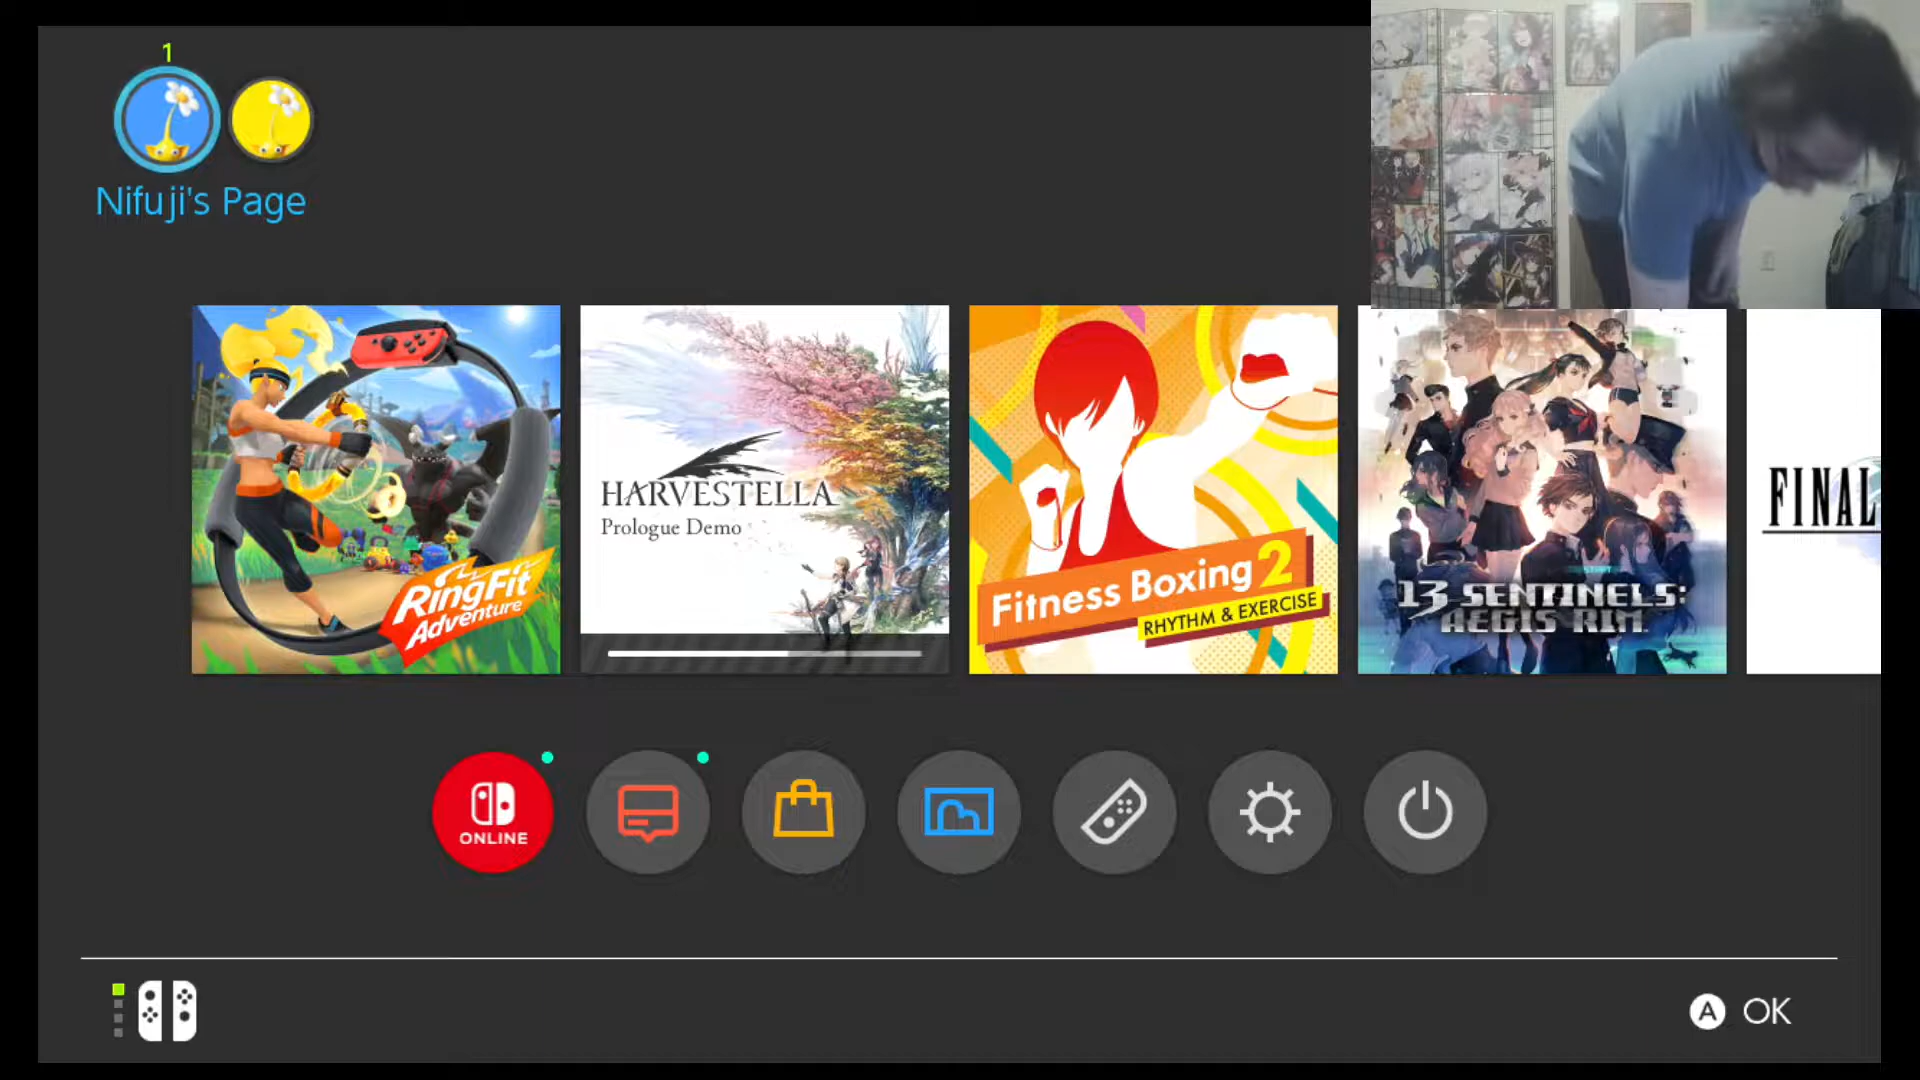 1
Nifuji's Page
RingFit
Adventure
HARVESTELLA
Prologue Demo
Fitness Boxing 2
RHYTHM & EXERCISE
13 SENTINELS:
AEGIS RIM
FINAL
ONLINE
A OK